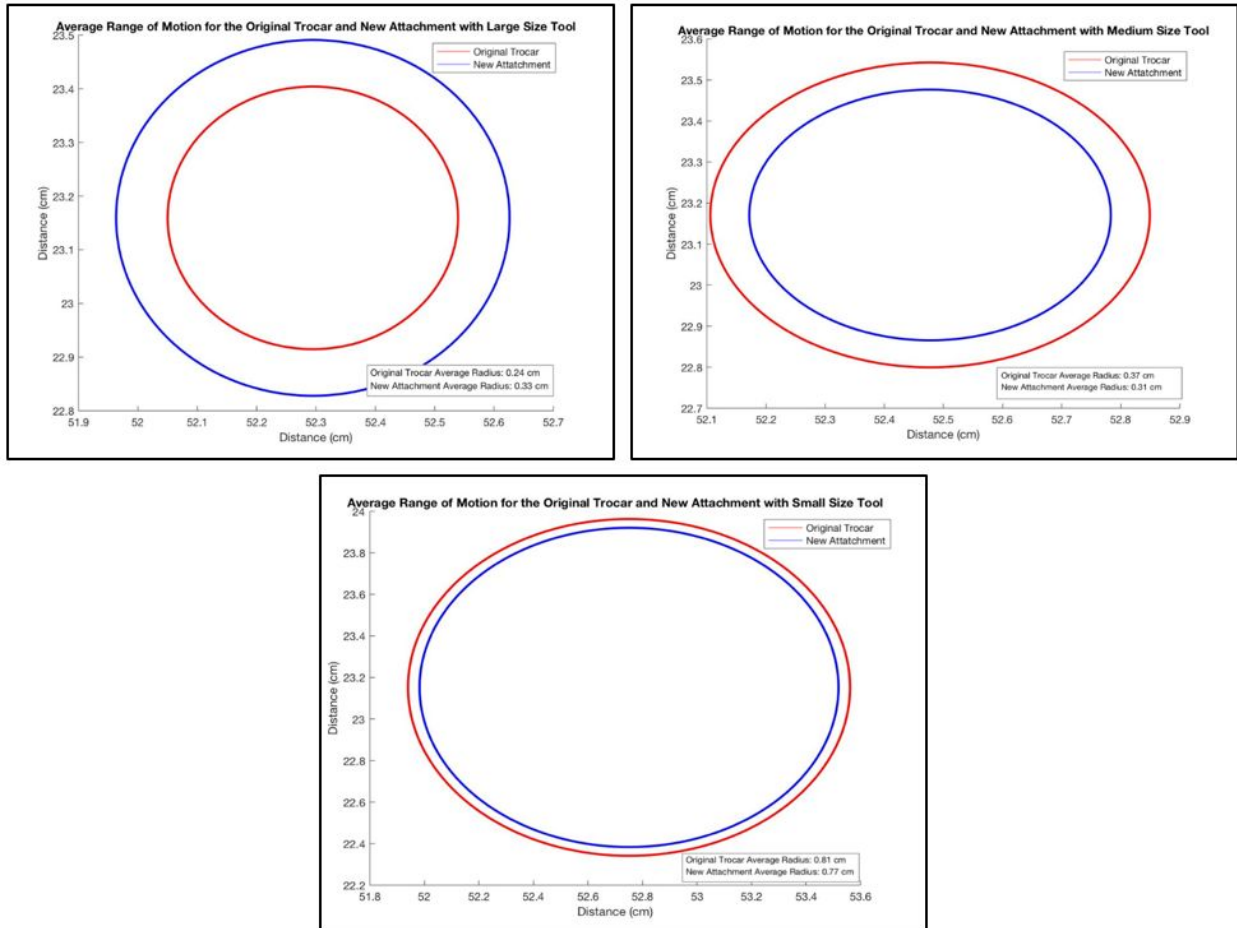 Average Range of Motion for the Original Trocar and New Attachment with Large Size Tool
Original Trocar
New Attatchment
23.5
23.4
23.3
23.2
23.1
23
22.9
22.8
Distance (cm)
Original Trocar Average Radius: 0.24 cm
New Attachment Average Radius: 0.33 cm
51.9 52 52.1 52.2 52.3 52.4 52.5 52.6 52.7
Distance (cm)
Average Range of Motion for the Original Trocar and New Attachment with Medium Size Tool
Original Trocar
New Attatchment
23.6
23.5
23.4
23.3
23.2
23.1
23
22.9
22.8
22.7
Distance (cm)
Original Trocar Average Radius: 0.37 cm
New Attachment Average Radius: 0.31 cm
52.1 52.2 52.3 52.4 52.5 52.6 52.7 52.8 52.9
Distance (cm)
Average Range of Motion for the Original Trocar and New Attachment with Small Size Tool
Original Trocar
New Attatchment
24
23.8
23.6
23.4
23.2
23
22.8
22.6
22.4
22.2
Distance (cm)
Original Trocar Average Radius: 0.81 cm
New Attachment Average Radius: 0.77 cm
51.8 52 52.2 52.4 52.6 52.8 53 53.2 53.4 53.6
Distance (cm)